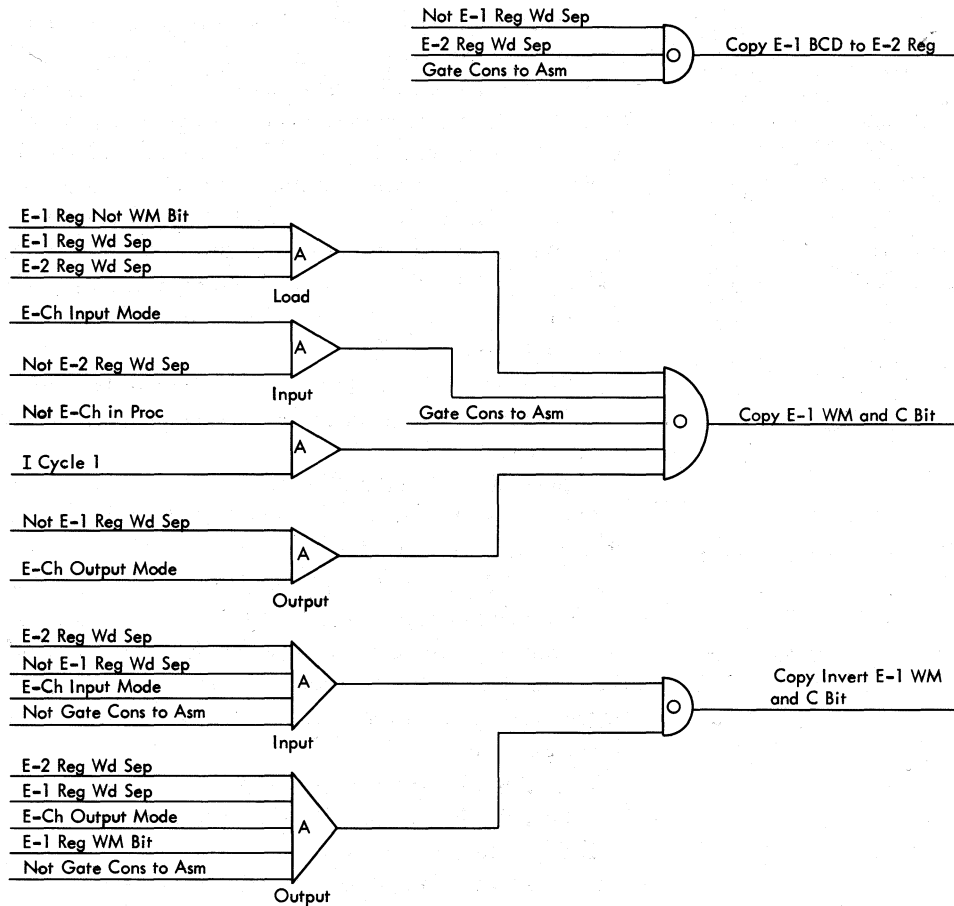 Not E-1 Reg Wd Sep
E-2 Reg Wd Sep
Gate Cons to Asm
O
Copy E-1 BCD to E-2 Reg
E-1 Reg Not WM Bit
E-1 Reg Wd Sep
E-2 Reg Wd Sep
A
Load
E-Ch Input Mode
Not E-2 Reg Wd Sep
A
Input
Gate Cons to Asm
O
Copy E-1 WM and C Bit
Not E-Ch in Proc
I Cycle 1
A
Not E-1 Reg Wd Sep
E-Ch Output Mode
A
Output
E-2 Reg Wd Sep
Not E-1 Reg Wd Sep
E-Ch Input Mode
Not Gate Cons to Asm
A
Input
O
Copy Invert E-1 WM
and C Bit
E-2 Reg Wd Sep
E-1 Reg Wd Sep
E-Ch Output Mode
E-1 Reg WM Bit
Not Gate Cons to Asm
A
Output